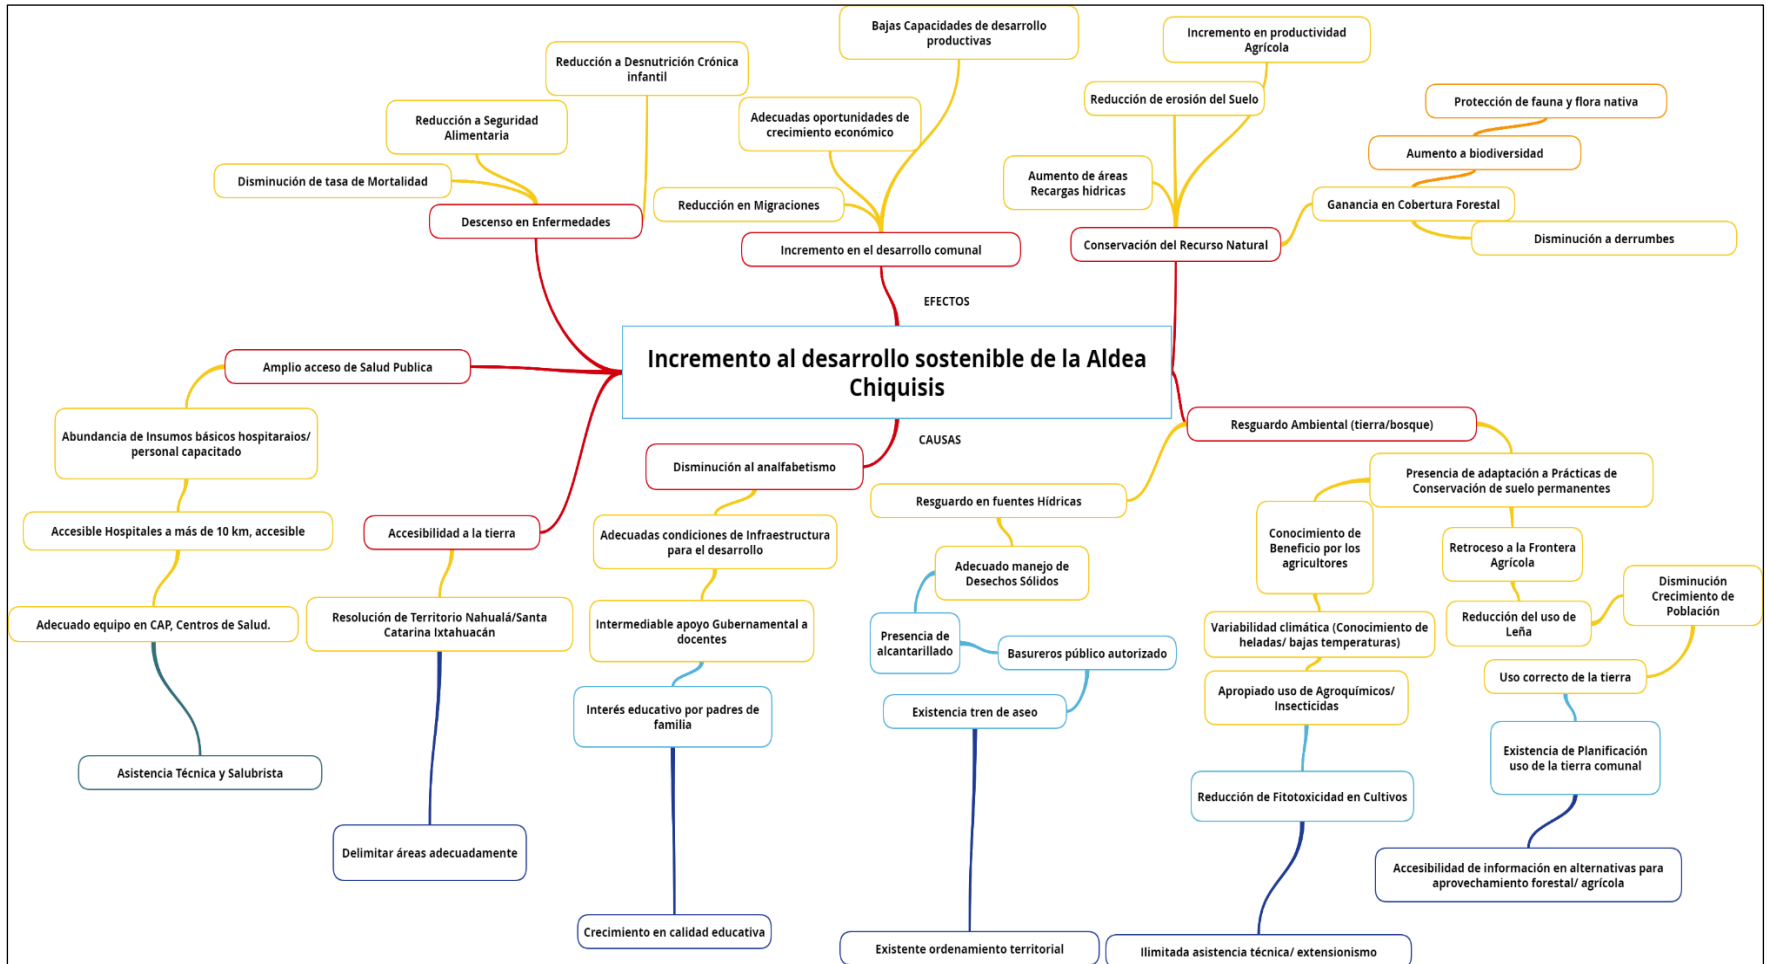 Bajas Capacidades de desarrollo
productivas
Incremento en productividad
Agrícola
Reducción a Desnutrición Crónica
infantil
Reducción de erosión del Suelo
Protección de fauna y flora nativa
Reducción a Seguridad
Alimentaria
Adecuadas oportunidades de
crecimiento económico
Aumento a biodiversidad
Disminución de tasa de Mortalidad
Aumento de áreas
Recargas hidricas
Reducción en Migraciones
Ganancia en Cobertura Forestal
Descenso en Enfermedades
Disminución a derrumbes
Incremento en el desarrollo comunal
Conservación del Recurso Natural
EFECTOS
Incremento al desarrollo sostenible de la Aldea
Chiquisis
CAUSAS
Amplio acceso de Salud Publica
Abundancia de Insumos básicos hospitaraios/
personal capacitado
Accesible Hospitales a más de 10 km, accesible
Adecuado equipo en CAP, Centros de Salud.
Asistencia Técnica y Salubrista
Accesibilidad a la tierra
Resolución de Territorio Nahualá/Santa
Catarina Ixtahuacán
Delimitar áreas adecuadamente
Disminución al analfabetismo
Adecuadas condiciones de Infraestructura
para el desarrollo
Intermediable apoyo Gubernamental a
docentes
Interés educativo por padres de
familia
Crecimiento en calidad educativa
Resguardo Ambiental (tierra/bosque)
Resguardo en fuentes Hídricas
Adecuado manejo de
Desechos Sólidos
Presencia de
alcantarillado
Basureros público autorizado
Existencia tren de aseo
Existente ordenamiento territorial
Presencia de adaptación a Prácticas de
Conservación de suelo permanentes
Conocimiento de
Beneficio por los
agricultores
Variabilidad climática (Conocimiento de
heladas/ bajas temperaturas)
Apropiado uso de Agroquímicos/
Insecticidas
Reducción de Fitotoxicidad en Cultivos
Ilimitada asistencia técnica/ extensionismo
Retroceso a la Frontera
Agrícola
Reducción del uso de
Leña
Disminución
Crecimiento de
Población
Uso correcto de la tierra
Existencia de Planificación
uso de la tierra comunal
Accesibilidad de información en alternativas para
aprovechamiento forestal/ agrícola